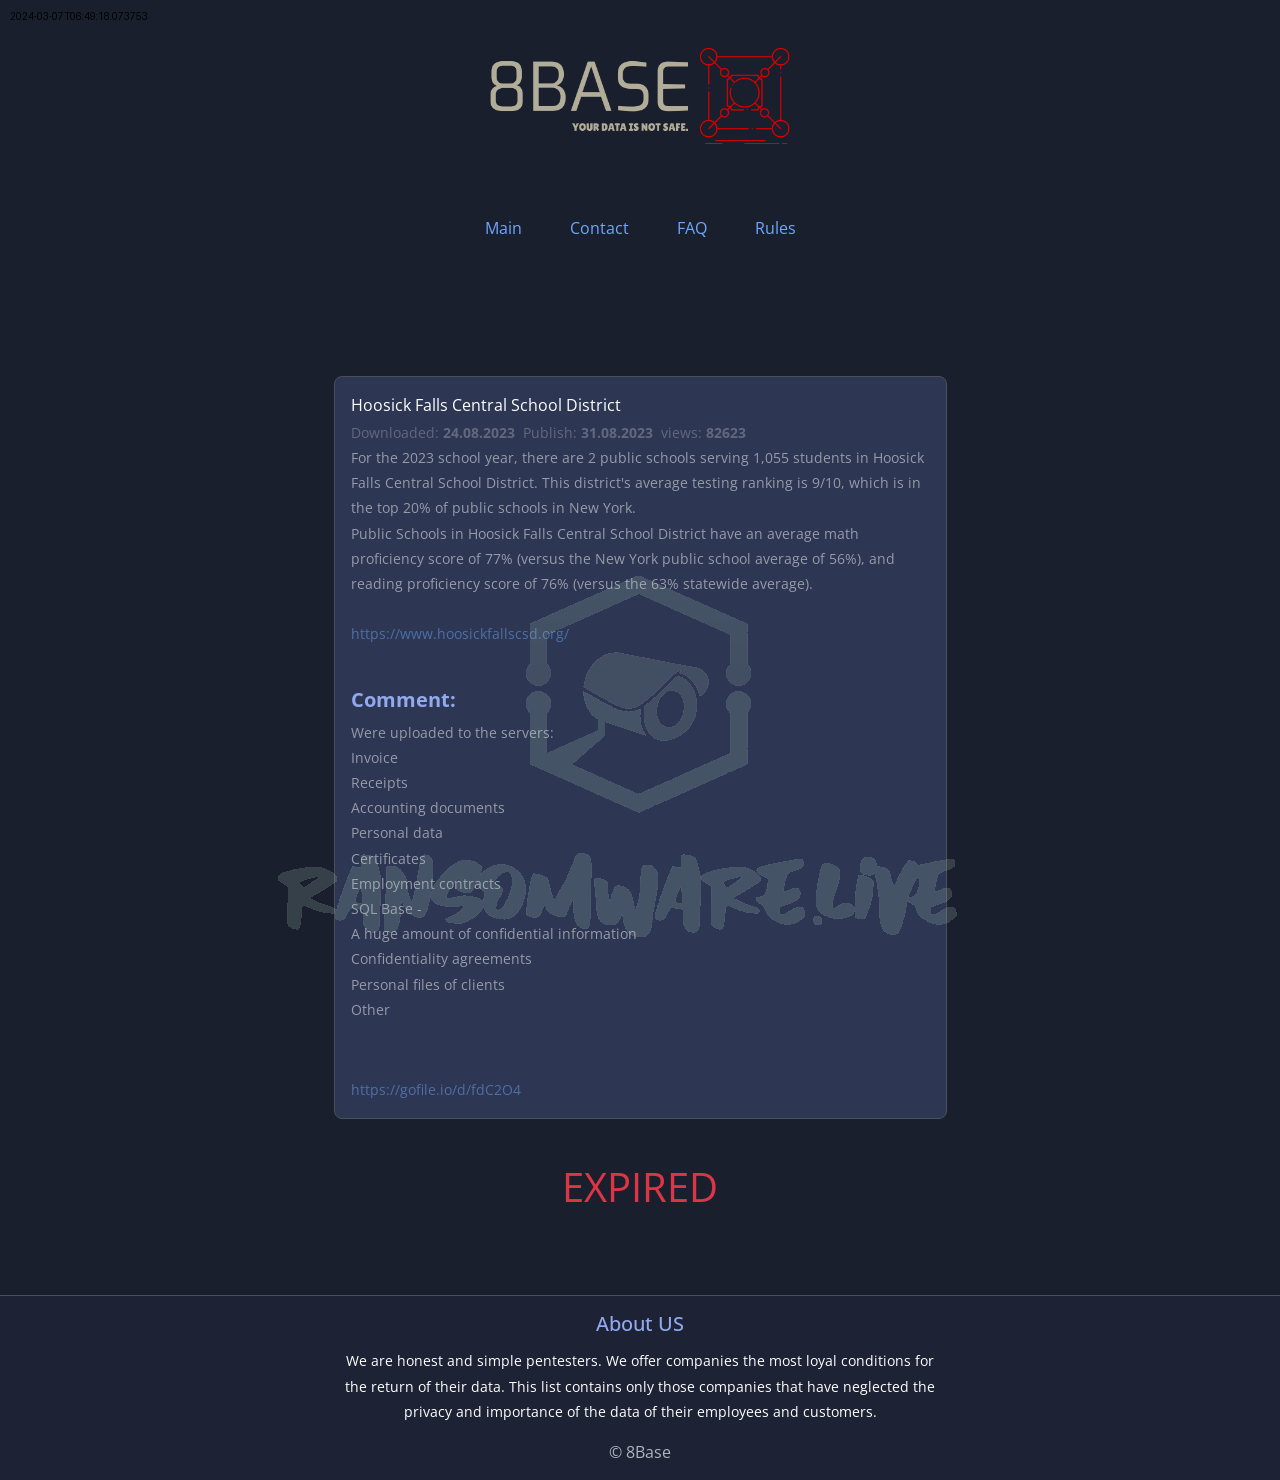 2024-03-07T06:49:18.073753
8BASE
YOUR DATA IS NOT SAFE.
Main Contact FAQ Rules
Hoosick Falls Central School District
Downloaded: 24.08.2023 Publish: 31.08.2023 views: 82623
For the 2023 school year, there are 2 public schools serving 1,055 students in Hoosick
Falls Central School District. This district's average testing ranking is 9/10, which is in
the top 20% of public schools in New York.
Public Schools in Hoosick Falls Central School District have an average math
proficiency score of 77% (versus the New York public school average of 56%), and
reading proficiency score of 76% (versus the 63% statewide average).
https://www.hoosickfallscsd.org/
Comment:
Were uploaded to the servers:
Invoice
Receipts
Accounting documents
Personal data
Certificates
RANSOMWARE.LIVE
Employment contracts
SQL Base -
A huge amount of confidential information
Confidentiality agreements
Personal files of clients
Other
https://gofile.io/d/fdC2O4
EXPIRED
About US
We are honest and simple pentesters. We offer companies the most loyal conditions for
the return of their data. This list contains only those companies that have neglected the
privacy and importance of the data of their employees and customers.
© 8Base